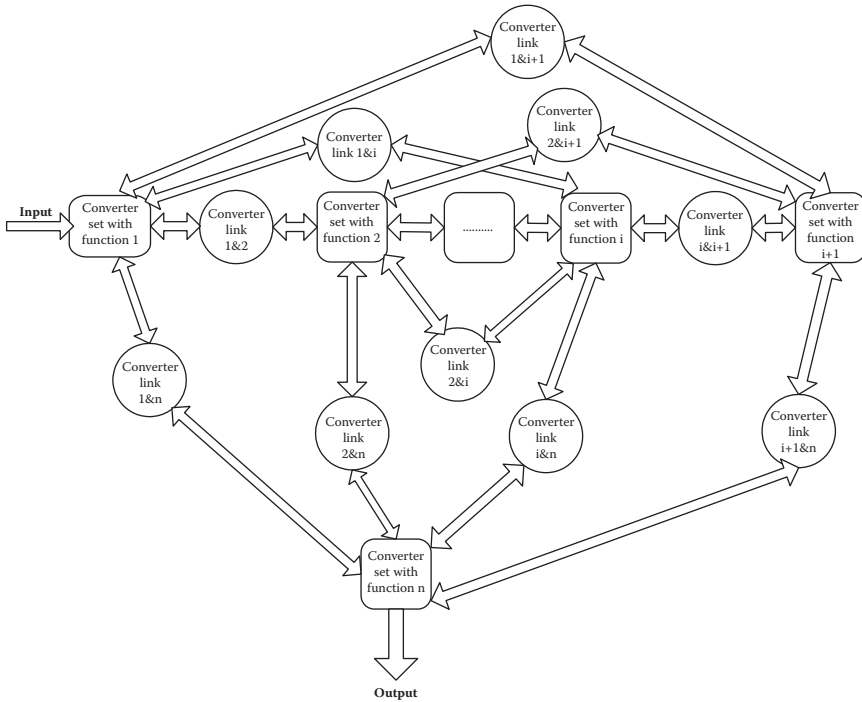 Converter
link
1&i+1
Converter
link 1&i
Converter
link
2&i+1
Input
Converter
set with
function 1
Converter
link
1&2
Converter
set with
function 2
..........
Converter
set with
function i
Converter
link
i&i+1
Converter
set with
function
i+1
Converter
link
1&n
Converter
link
2&i
Converter
link
2&n
Converter
link
i&n
Converter
link
i+1&n
Converter
set with
function n
Output